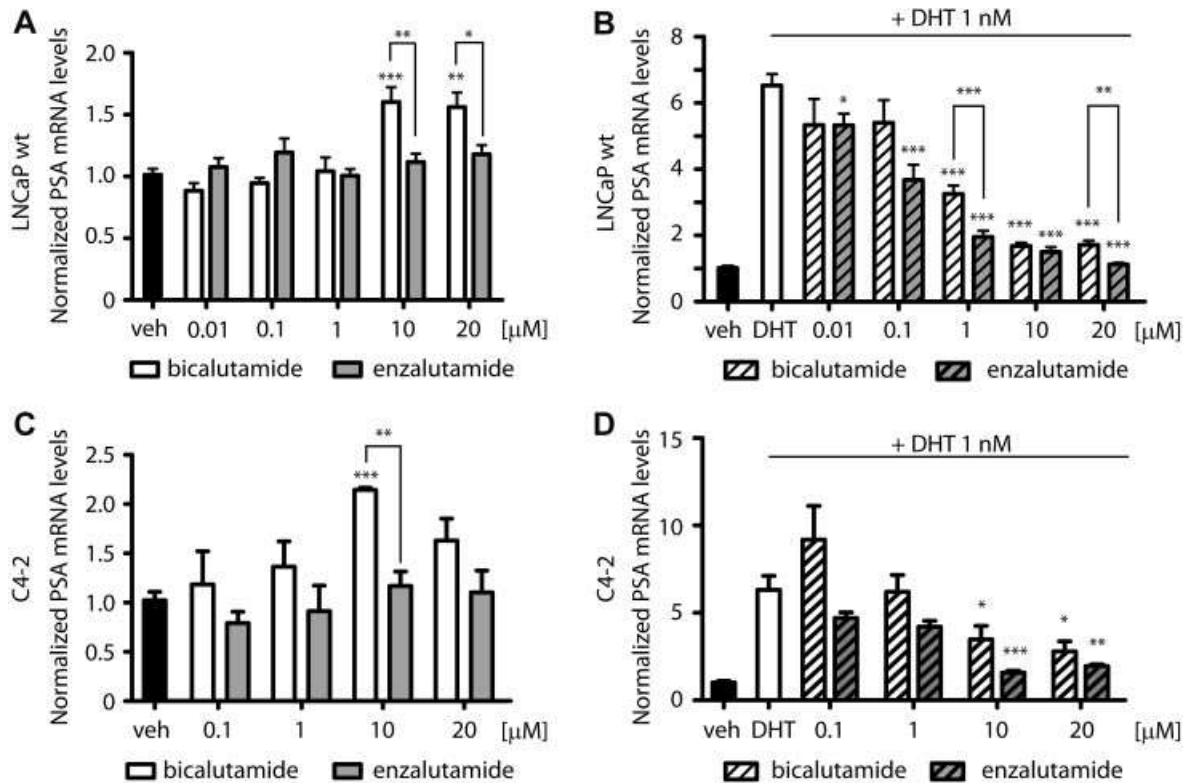 A
LNCaP wt
Normalized PSA mRNA levels
2.0
1.5
1.0
0.5
0
***
**
**
*
veh 0.01 0.1 1 10 20 [µM]
bicalutamide enzalutamide
B
+ DHT 1 nM
LNCaP wt
Normalized PSA mRNA levels
8
6
4
2
0
*
***
***
***
***
***
***
**
***
***
veh DHT 0.01 0.1 1 10 20 [µM]
bicalutamide enzalutamide
C
C4-2
Normalized PSA mRNA levels
2.5
2.0
1.5
1.0
0.5
0
**
***
veh 0.1 1 10 20 [µM]
bicalutamide enzalutamide
D
+ DHT 1 nM
C4-2
Normalized PSA mRNA levels
15
10
5
0
*
***
*
**
veh DHT 0.1 1 10 20 [µM]
bicalutamide enzalutamide